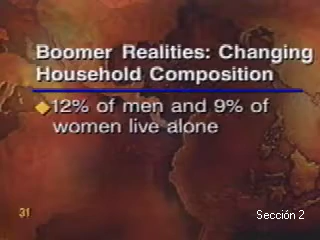 Boomer Realities: Changing
Household Composition
12% of men and 9% of
women live alone
31
Sección 2